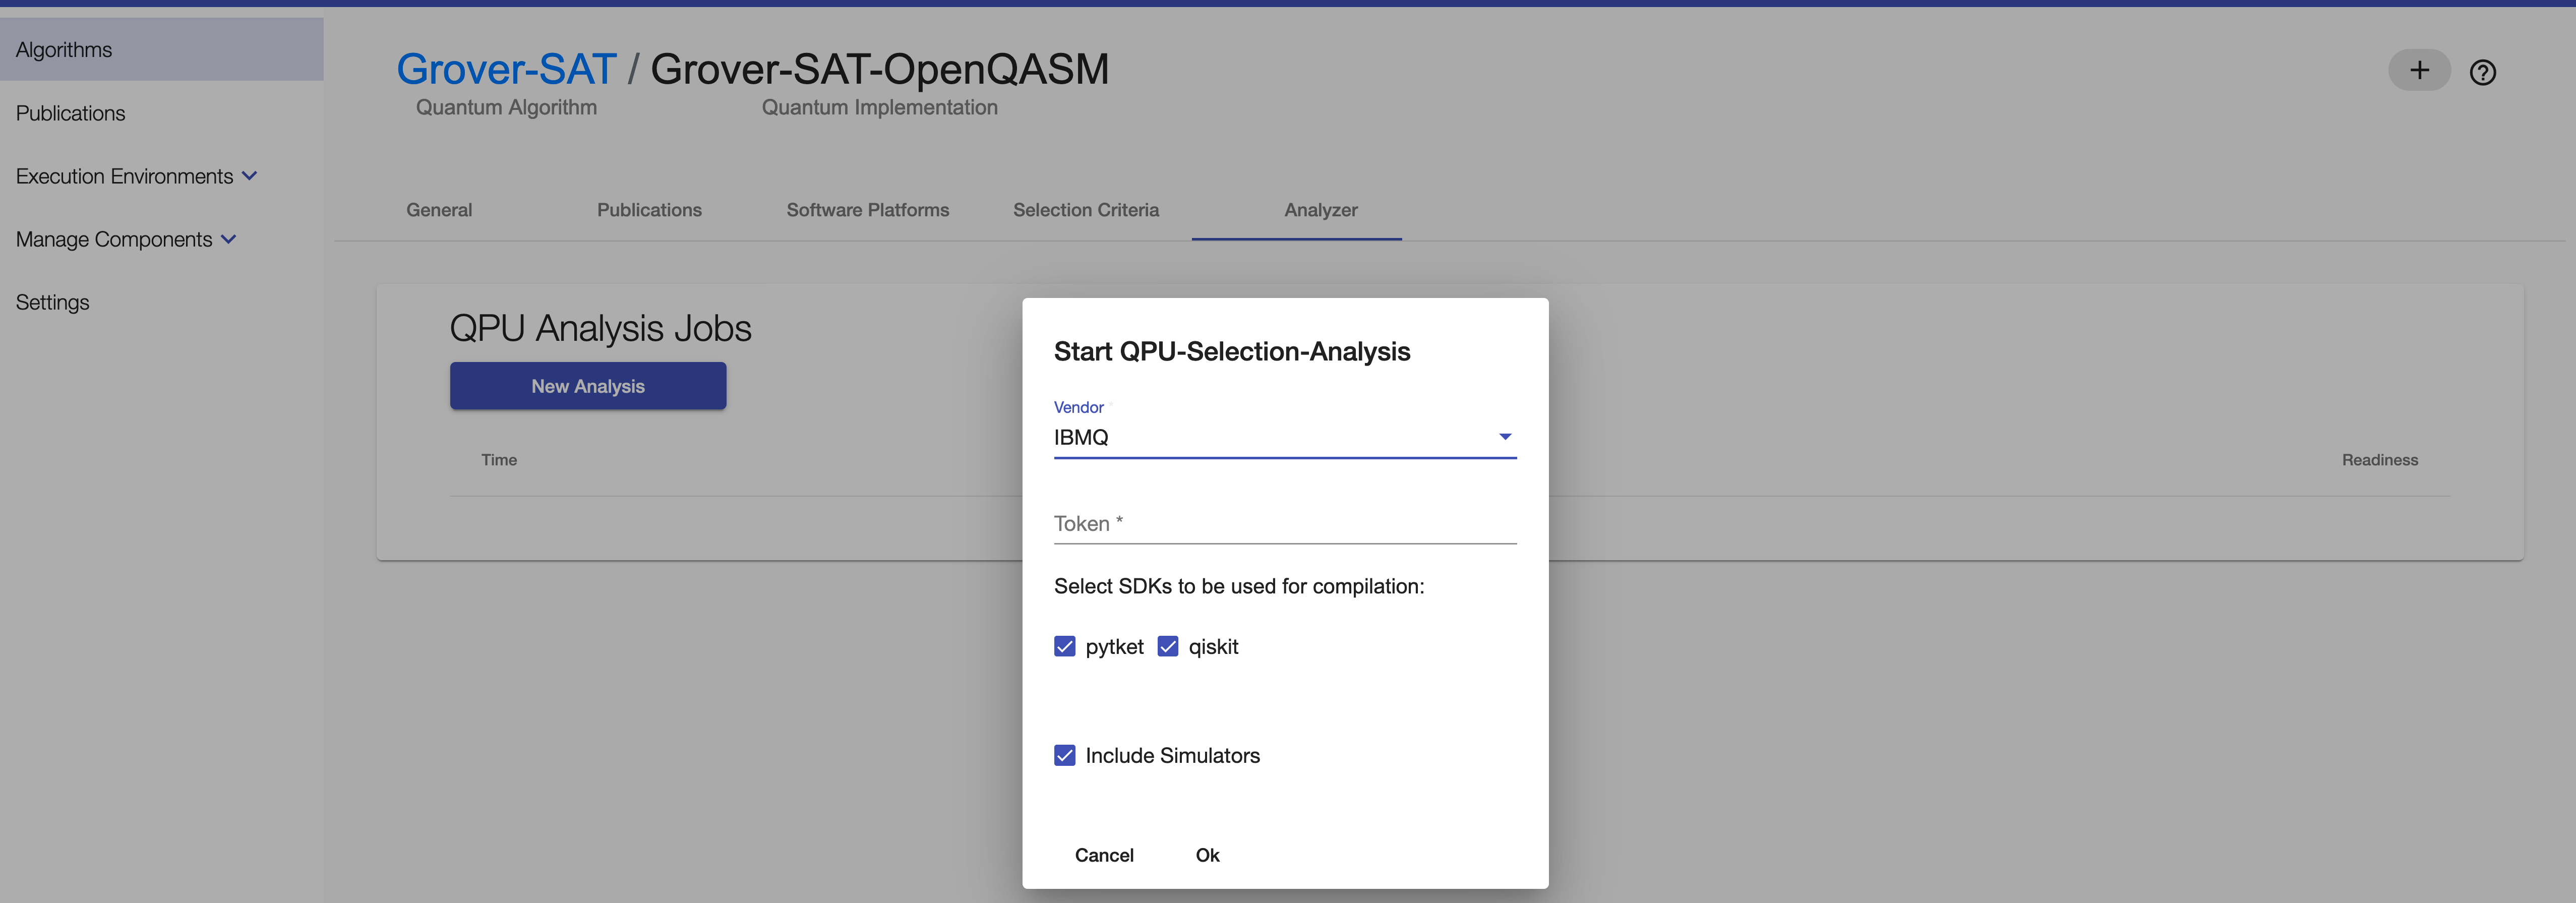 Algorithms
Publications
Execution Environments
Manage Components
Settings
Grover-SAT / Grover-SAT-OpenQASM
Quantum Algorithm Quantum Implementation
+ ?
General Publications Software Platforms Selection Criteria Analyzer
QPU Analysis Jobs
New Analysis
Time Readiness
Start QPU-Selection-Analysis
Vendor *
IBMQ
Token *
Select SDKs to be used for compilation:
pytket qiskit
Include Simulators
Cancel Ok